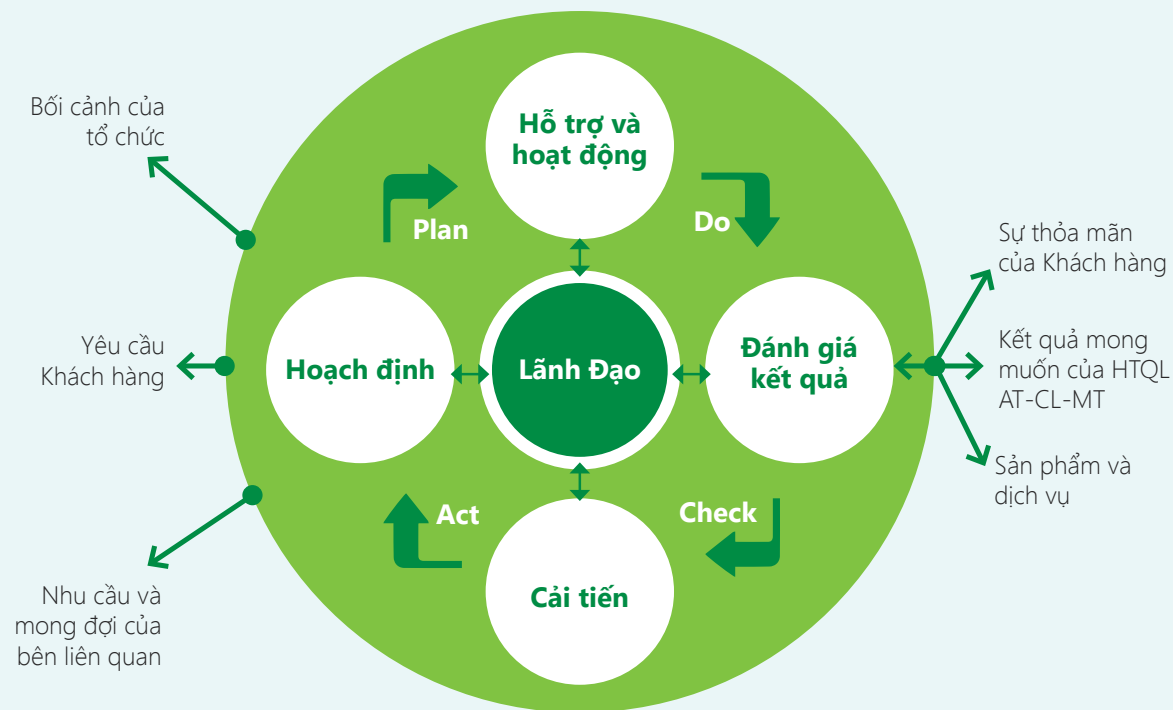 Bối cảnh của
tổ chức
Yêu cầu
Khách hàng
Nhu cầu và
mong đợi của
bên liên quan
Hỗ trợ và
hoạt động
Plan
Do
Hoạch định
Lãnh Đạo
Đánh giá
kết quả
Act
Check
Cải tiến
Sự thỏa mãn
của Khách hàng
Kết quả mong
muốn của HTQL
AT-CL-MT
Sản phẩm và
dịch vụ